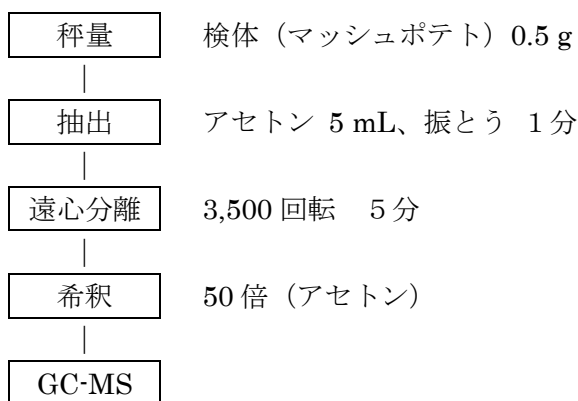 秤量 検体（マッシュポテト）0.5 g
抽出 アセトン 5 mL、振とう １分
遠心分離 3,500 回転 ５分
希釈 50 倍（アセトン）
GC-MS